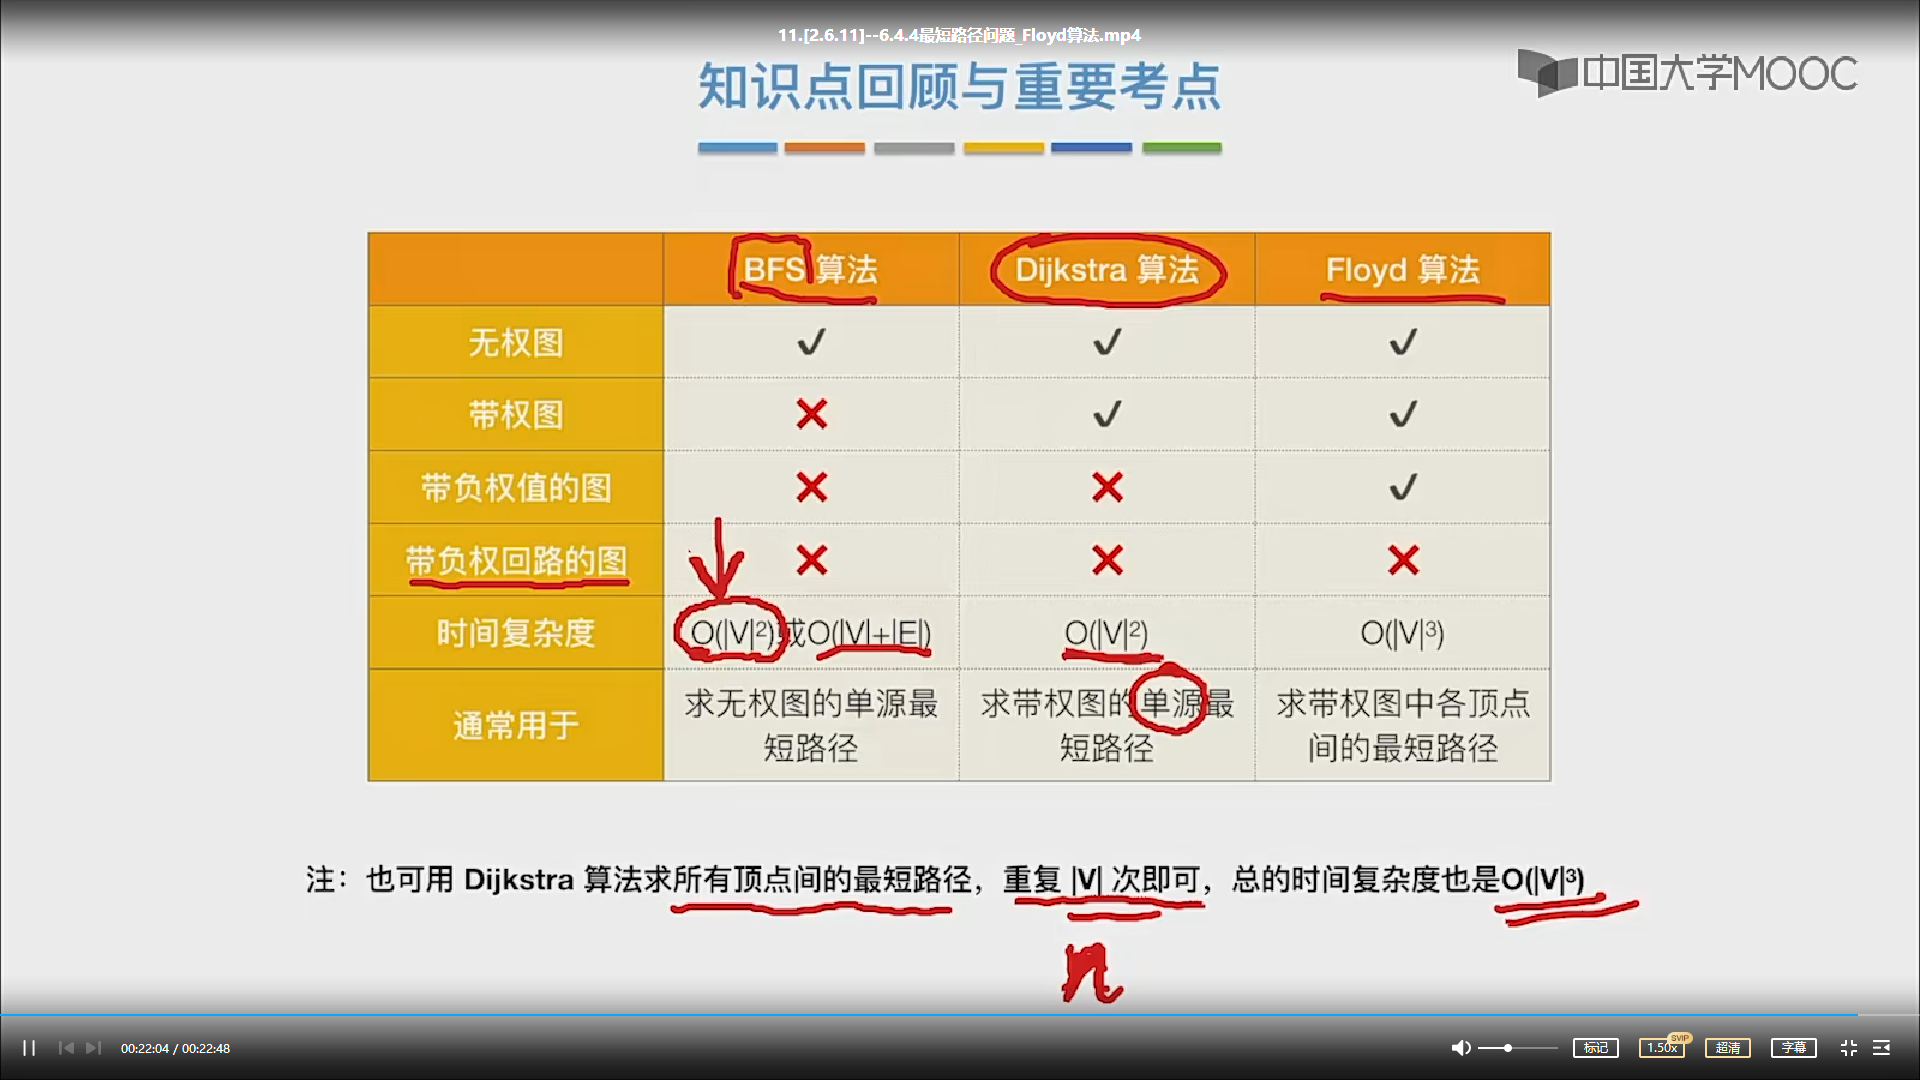 11.[2.6.11]--6.4.4最短路径问题_Floyd算法.mp4
知识点回顾与重要考点
中国大学MOOC
BFS 算法 Dijkstra 算法 Floyd 算法
无权图 ✓ ✓ ✓
带权图 ✕ ✓ ✓
带负权值的图 ✕ ✕ ✓
带负权回路的图 ✕ ✕ ✕
时间复杂度 O(|V|²)或O(|V|+|E|) O(|V|²) O(|V|³)
通常用于 求无权图的单源最短路径 求带权图的单源最短路径 求带权图中各顶点间的最短路径
注：也可用 Dijkstra 算法求所有顶点间的最短路径，重复 |V| 次即可，总的时间复杂度也是O(|V|³)
n
00:22:04 / 00:22:48
标记
1.50x
SVIP
超清
字幕